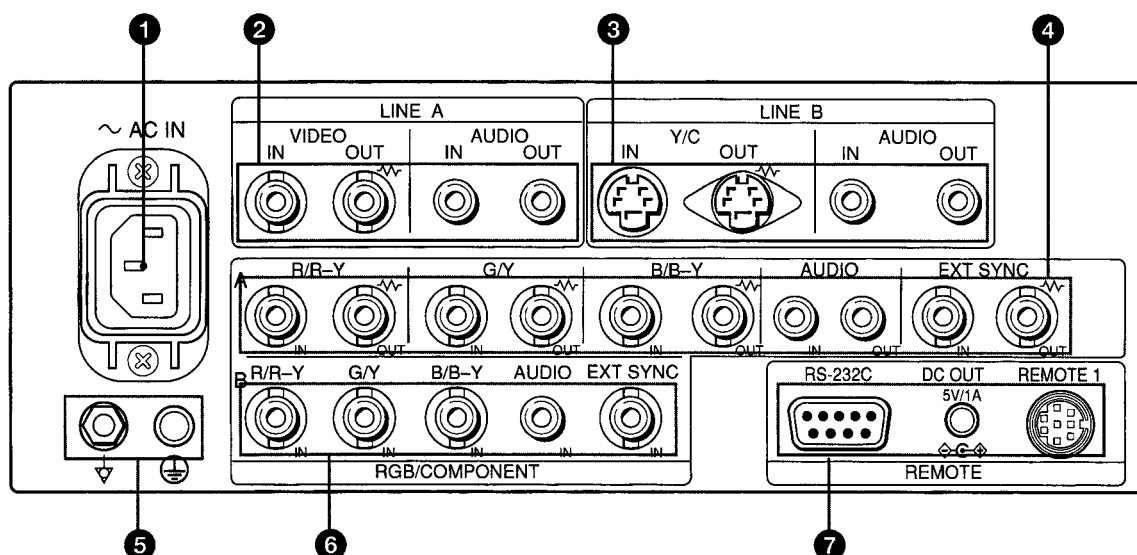 1 2 3 4
LINE A LINE B
∼ AC IN
VIDEO AUDIO Y/C AUDIO
IN OUT IN OUT IN OUT IN OUT
A R/R–Y G/Y B/B–Y AUDIO EXT SYNC
IN OUT IN OUT IN OUT IN OUT
B R/R–Y G/Y B/B–Y AUDIO EXT SYNC
IN IN IN IN IN
RGB/COMPONENT
RS-232C DC OUT REMOTE 1
5V/1A
REMOTE
5 6 7